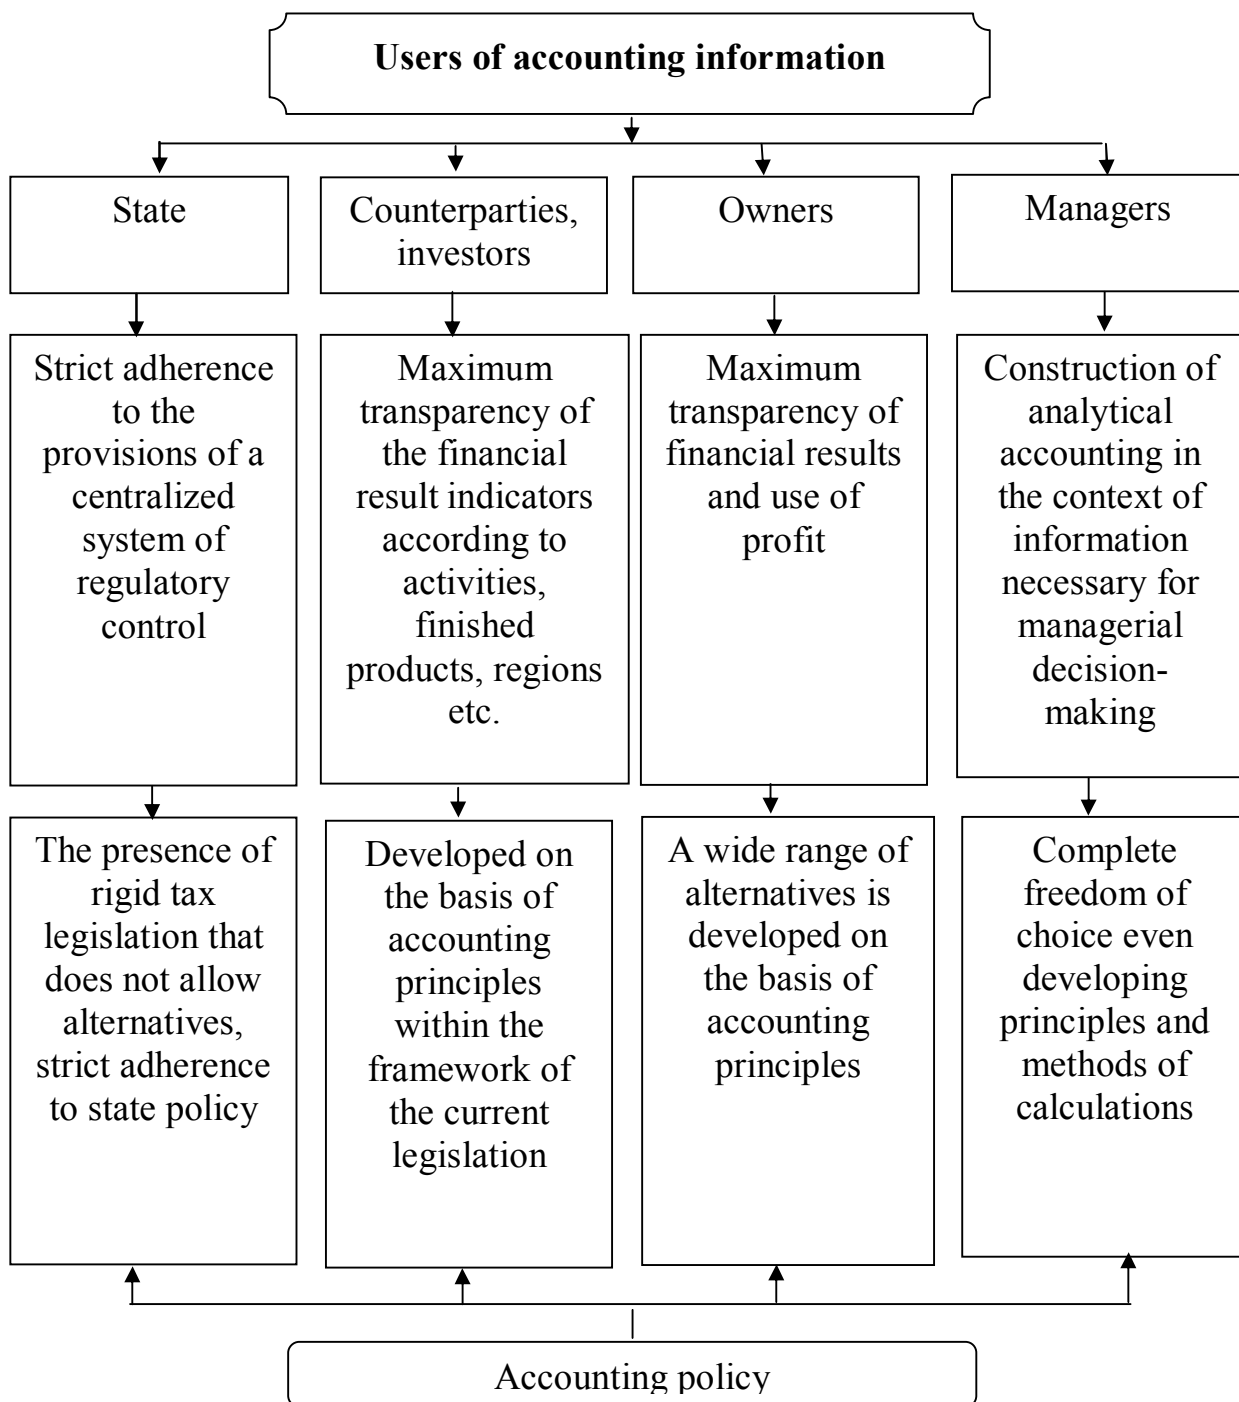 Users of accounting information
State
Counterparties,
investors
Owners
Managers
Strict adherence
to the
provisions of a
centralized
system of
regulatory
control
Maximum
transparency of
the financial
result indicators
according to
activities,
finished
products, regions
etc.
Maximum
transparency of
financial results
and use of
profit
Construction of
analytical
accounting in
the context of
information
necessary for
managerial
decision-
making
The presence of
rigid tax
legislation that
does not allow
alternatives,
strict adherence
to state policy
Developed on
the basis of
accounting
principles
within the
framework of
the current
legislation
A wide range of
alternatives is
developed on
the basis of
accounting
principles
Complete
freedom of
choice even
developing
principles and
methods of
calculations
Accounting policy